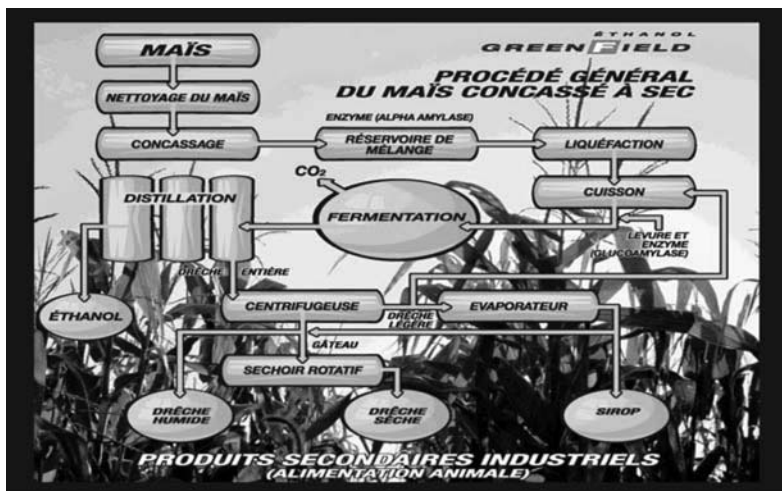 MAÏS
ÉTHANOL
GREENFIELD
PROCÉDÉ GÉNÉRAL
DU MAÏS CONCASSÉ À SEC
NETTOYAGE DU MAÏS
ENZYME (ALPHA AMYLASE)
CONCASSAGE
RÉSERVOIRE DE
MÉLANGE
LIQUÉFACTION
CO2
CUISSON
DISTILLATION
FERMENTATION
LEVURE ET
ENZYME
(GLUCOAMYLASE)
DRÊCHE ENTIÈRE
ÉTHANOL
CENTRIFUGEUSE
DRÊCHE
LÉGÈRE
EVAPORATEUR
GÂTEAU
SECHOIR ROTATIF
DRÊCHE
HUMIDE
DRÊCHE
SÈCHE
SIROP
PRODUITS SECONDAIRES INDUSTRIELS
(ALIMENTATION ANIMALE)